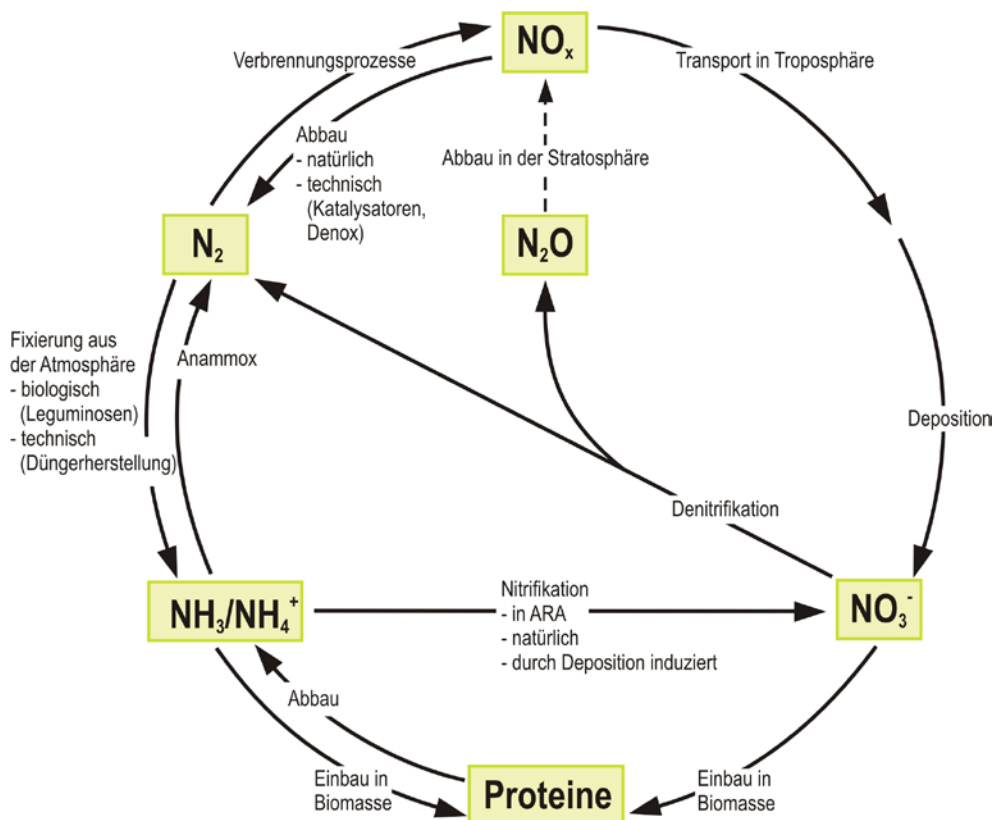 NOx
Verbrennungsprozesse
Transport in Troposphäre
Abbau
- natürlich
- technisch
(Katalysatoren,
Denox)
Abbau in der Stratosphäre
N₂
N₂O
Fixierung aus
der Atmosphäre
- biologisch
(Leguminosen)
- technisch
(Düngerherstellung)
Anammox
Deposition
Denitrifikation
NH₃/NH₄⁺
Nitrifikation
- in ARA
- natürlich
- durch Deposition induziert
NO₃⁻
Abbau
Einbau in
Biomasse
Proteine
Einbau in
Biomasse